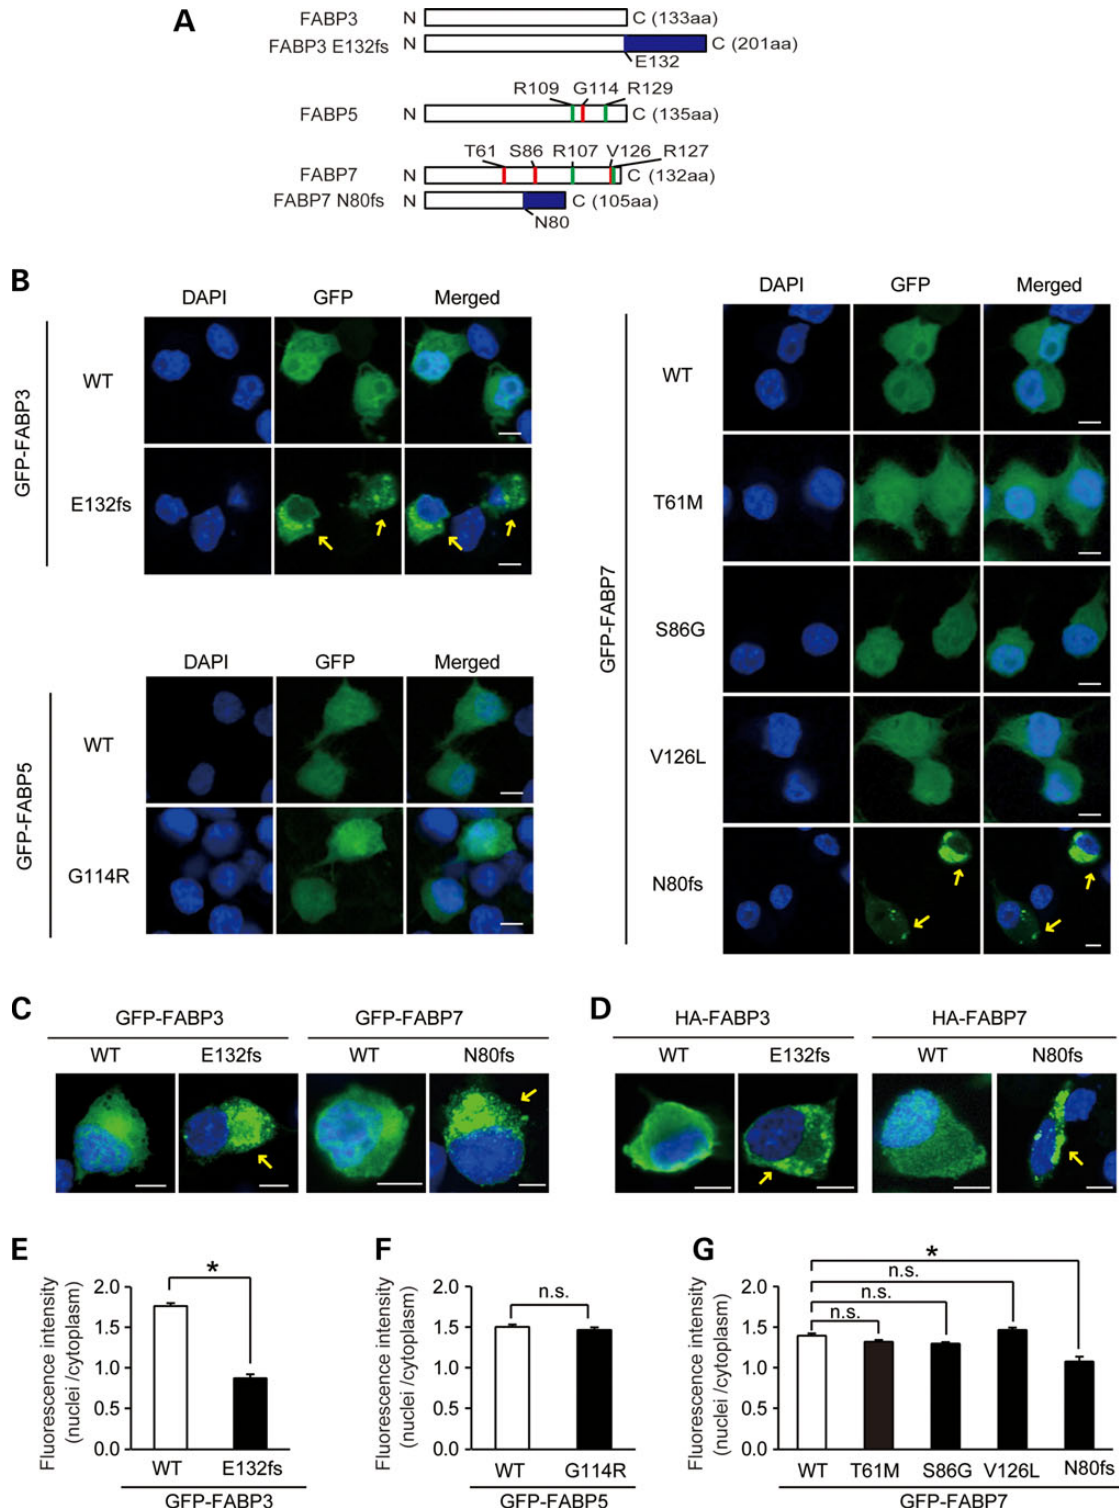 A
FABP3 N C (133aa)
FABP3 E132fs N C (201aa)
E132
R109 G114 R129
FABP5 N C (135aa)
T61 S86 R107 V126 R127
FABP7 N C (132aa)
FABP7 N80fs N C (105aa)
N80
B
DAPI GFP Merged
GFP-FABP3
WT
E132fs
DAPI GFP Merged
GFP-FABP5
WT
G114R
DAPI GFP Merged
GFP-FABP7
WT
T61M
S86G
V126L
N80fs
C
GFP-FABP3 GFP-FABP7
WT E132fs WT N80fs
D
HA-FABP3 HA-FABP7
WT E132fs WT N80fs
E
Fluorescence intensity
(nuclei /cytoplasm)
2.0
1.5
1.0
0.5
0.0
*
WT E132fs
GFP-FABP3
F
Fluorescence intensity
(nuclei /cytoplasm)
2.0
1.5
1.0
0.5
0.0
n.s.
WT G114R
GFP-FABP5
G
Fluorescence intensity
(nuclei /cytoplasm)
2.0
1.5
1.0
0.5
0.0
*
n.s.
n.s.
n.s.
WT T61M S86G V126L N80fs
GFP-FABP7